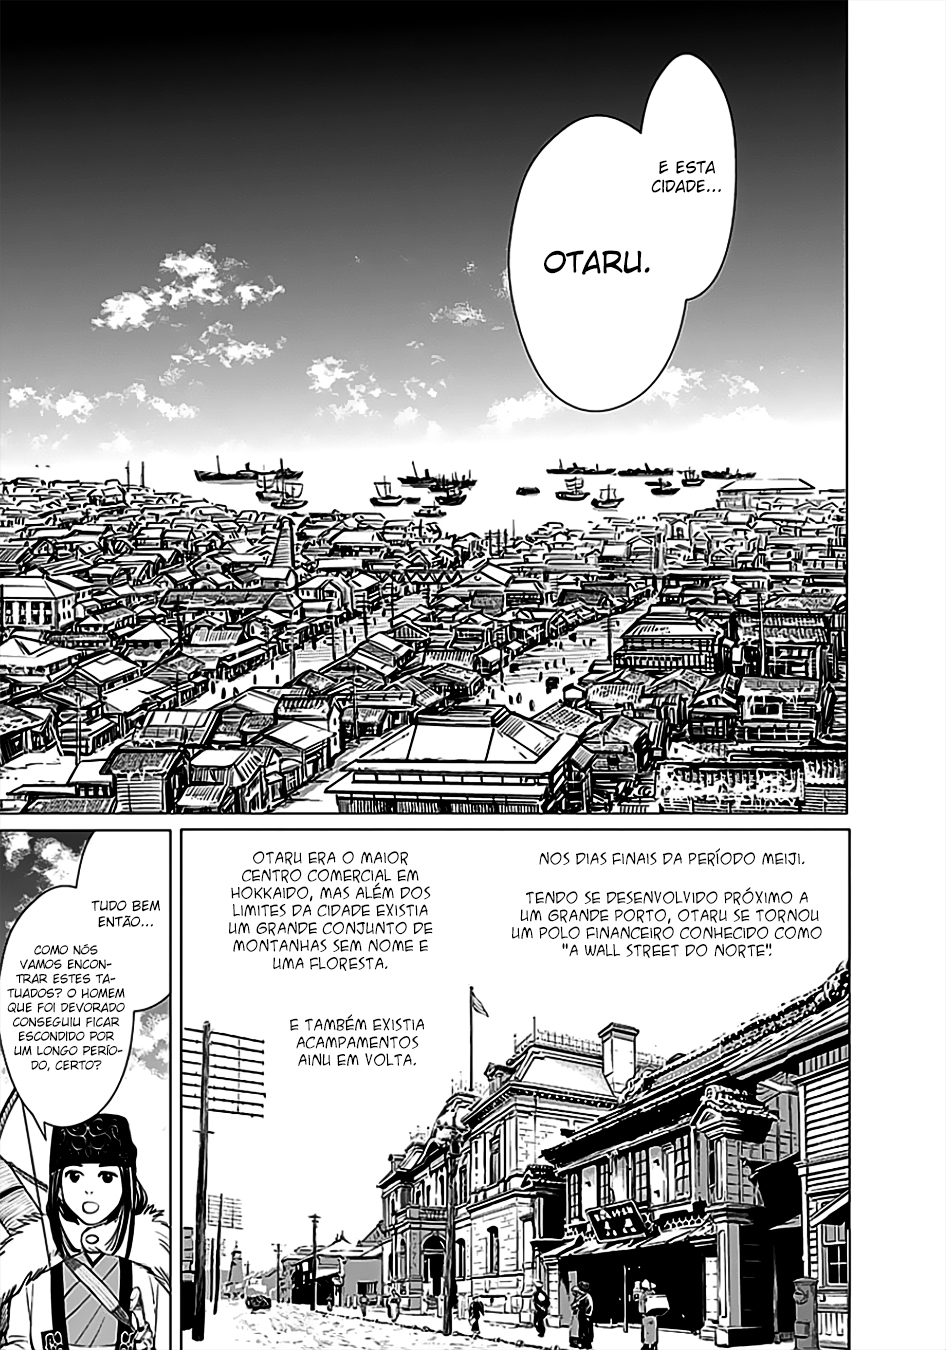 E ESTA
CIDADE...
OTARU.
NOS DIAS FINAIS DA PERÍODO MEIJI.
TENDO SE DESENVOLVIDO PRÓXIMO A
UM GRANDE PORTO, OTARU SE TORNOU
UM POLO FINANCEIRO CONHECIDO COMO
"A WALL STREET DO NORTE".
OTARU ERA O MAIOR
CENTRO COMERCIAL EM
HOKKAIDO, MAS ALÉM DOS
LIMITES DA CIDADE EXISTIA
UM GRANDE CONJUNTO DE
MONTANHAS SEM NOME E
UMA FLORESTA.
E TAMBÉM EXISTIA
ACAMPAMENTOS
AINU EM VOLTA.
TUDO BEM
ENTÃO...
COMO NÓS
VAMOS ENCON-
TRAR ESTES TA-
TUADOS? O HOMEM
QUE FOI DEVORADO
CONSEGUIU FICAR
ESCONDIDO POR
UM LONGO PERÍO-
DO, CERTO?